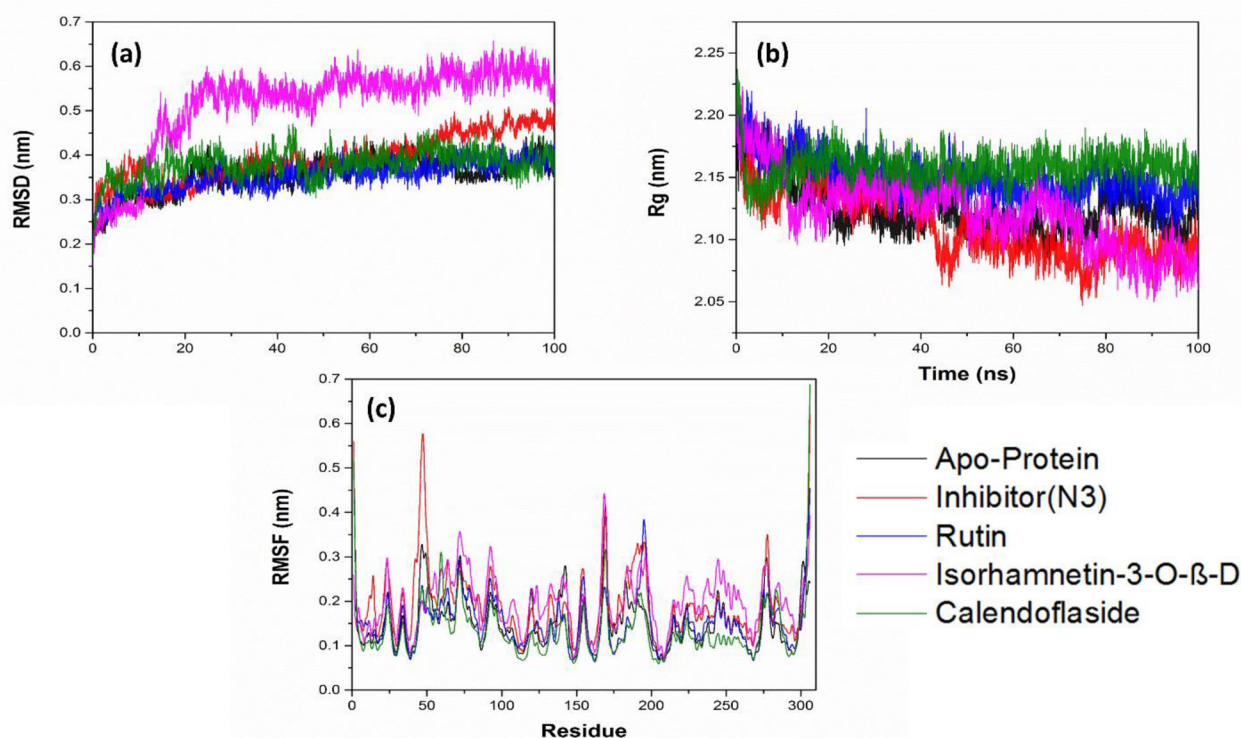 (a)
RMSD (nm)
0.7
0.6
0.5
0.4
0.3
0.2
0.1
0.0
0 20 40 60 80 100
(b)
Rg (nm)
2.25
2.20
2.15
2.10
2.05
0 20 40 60 80 100
Time (ns)
(c)
RMSF (nm)
0.7
0.6
0.5
0.4
0.3
0.2
0.1
0.0
0 50 100 150 200 250 300
Residue
Apo-Protein
Inhibitor(N3)
Rutin
Isorhamnetin-3-O-ß-D
Calendoflaside